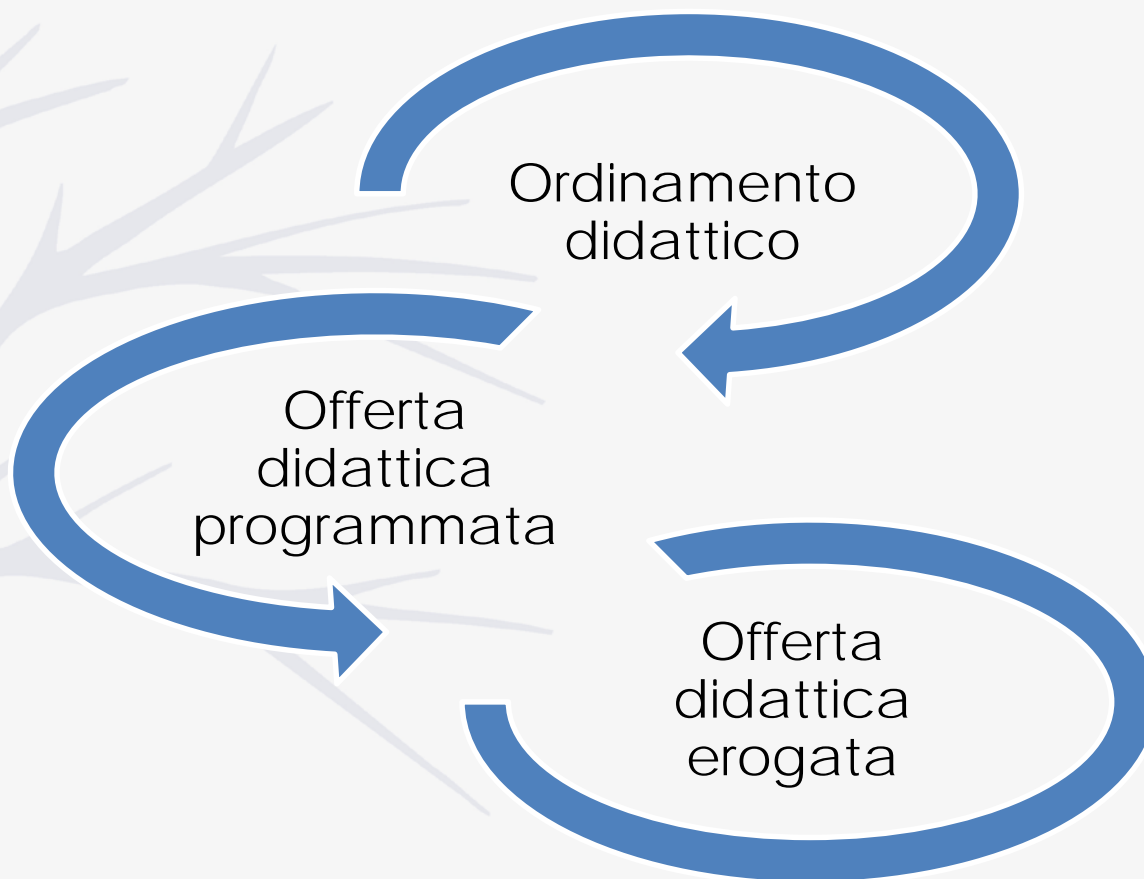 Ordinamento
didattico
Offerta
didattica
programmata
Offerta
didattica
erogata